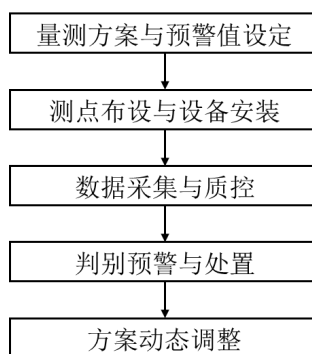 量测方案与预警值设定
测点布设与设备安装
数据采集与质控
判别预警与处置
方案动态调整